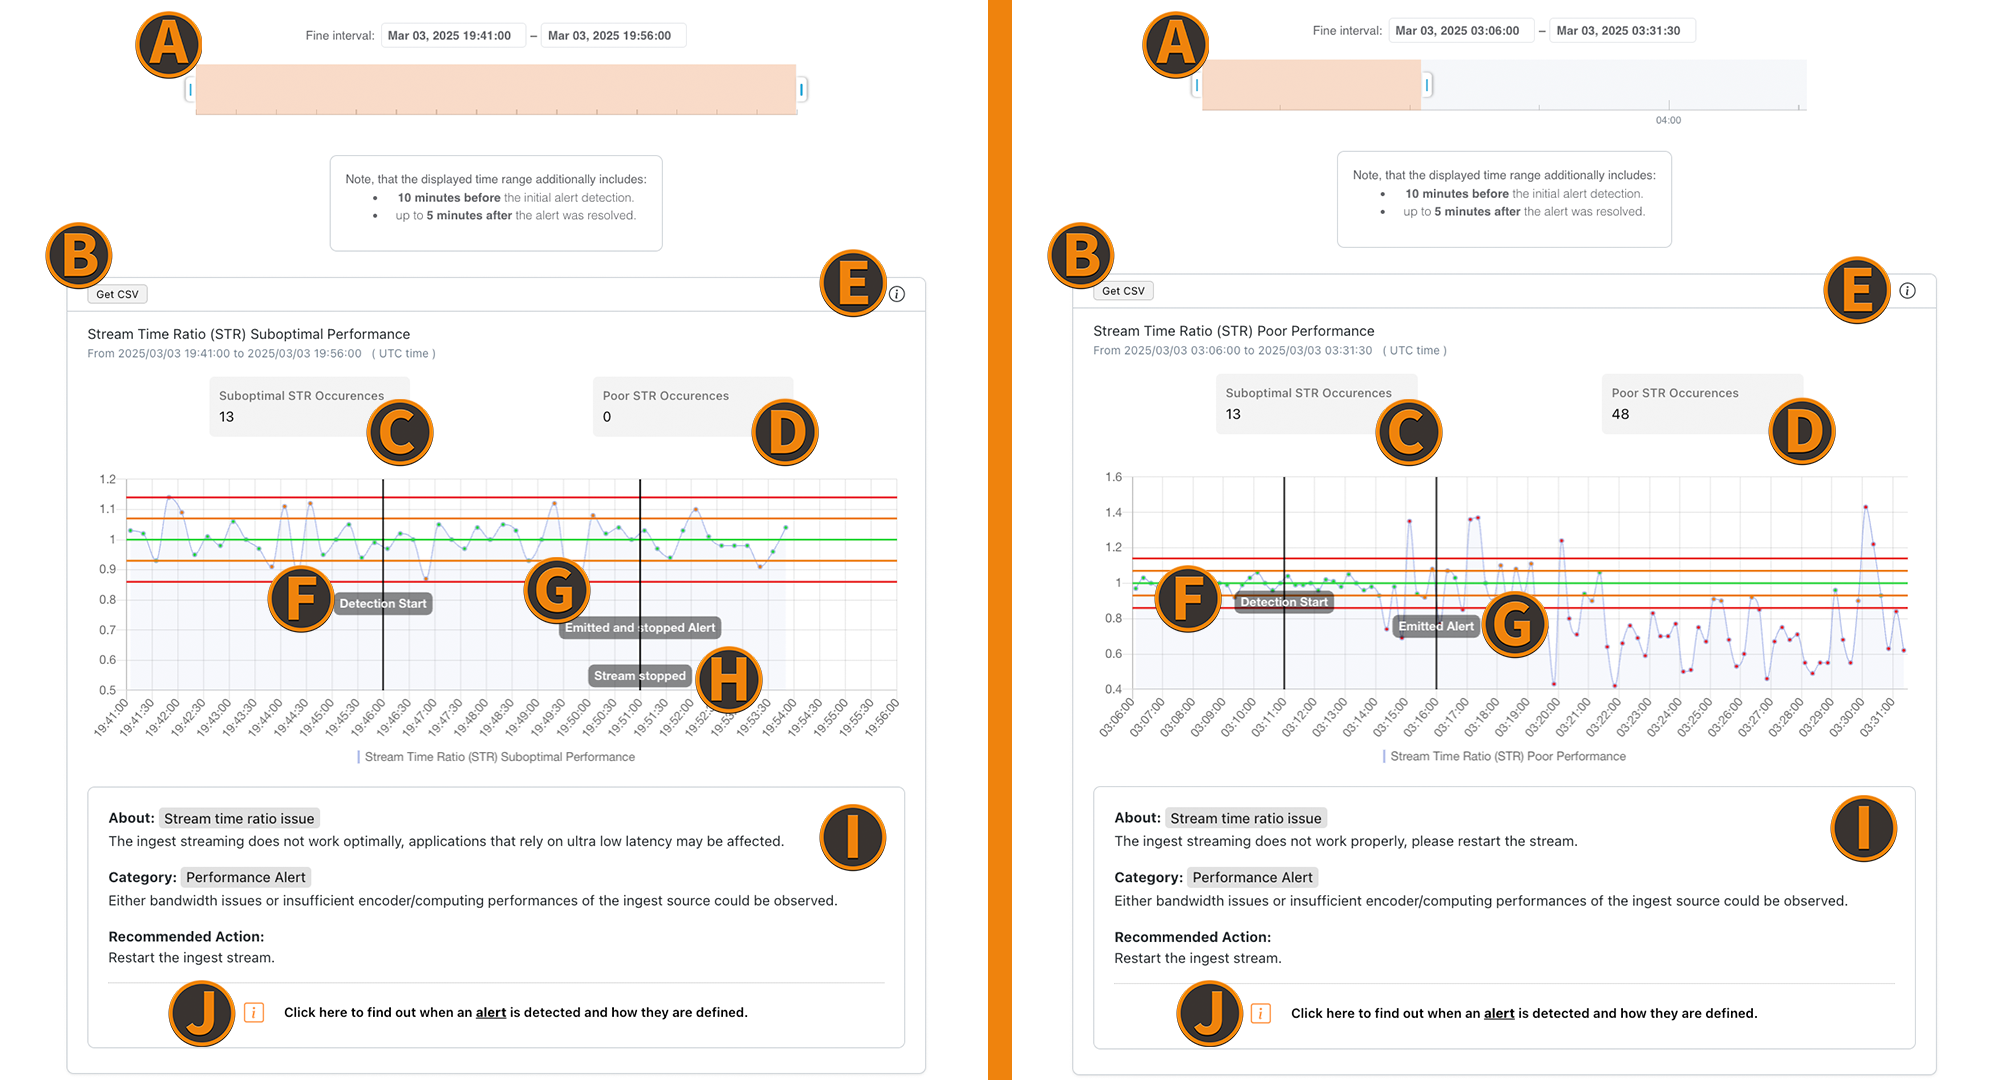 A
Fine interval: Mar 03, 2025 19:41:00 – Mar 03, 2025 19:56:00
Note, that the displayed time range additionally includes:
• 10 minutes before the initial alert detection.
• up to 5 minutes after the alert was resolved.
B
E
Get CSV
i
Stream Time Ratio (STR) Suboptimal Performance
From 2025/03/03 19:41:00 to 2025/03/03 19:56:00 ( UTC time )
Suboptimal STR Occurences
13
C
Poor STR Occurences
0
D
1.2
1.1
1
0.9
0.8
0.7
0.6
0.5
F
Detection Start
G
Emitted and stopped Alert
Stream stopped
H
19:41:00
19:41:30
19:42:00
19:42:30
19:43:00
19:43:30
19:44:00
19:44:30
19:45:00
19:45:30
19:46:00
19:46:30
19:47:00
19:47:30
19:48:00
19:48:30
19:49:00
19:49:30
19:50:00
19:50:30
19:51:00
19:51:30
19:52:00
19:53:30
19:54:00
19:54:30
19:55:00
19:55:30
19:56:00
Stream Time Ratio (STR) Suboptimal Performance
About: Stream time ratio issue
I
The ingest streaming does not work optimally, applications that rely on ultra low latency may be affected.
Category: Performance Alert
Either bandwidth issues or insufficient encoder/computing performances of the ingest source could be observed.
Recommended Action:
Restart the ingest stream.
J
i Click here to find out when an alert is detected and how they are defined.
A
Fine interval: Mar 03, 2025 03:06:00 – Mar 03, 2025 03:31:30
04:00
Note, that the displayed time range additionally includes:
• 10 minutes before the initial alert detection.
• up to 5 minutes after the alert was resolved.
B
E
Get CSV
i
Stream Time Ratio (STR) Poor Performance
From 2025/03/03 03:06:00 to 2025/03/03 03:31:30 ( UTC time )
Suboptimal STR Occurences
13
C
Poor STR Occurences
48
D
1.6
1.4
1.2
1
0.8
0.6
0.4
F
Detection Start
Emitted Alert
G
03:06:00
03:07:00
03:08:00
03:09:00
03:10:00
03:11:00
03:12:00
03:13:00
03:14:00
03:15:00
03:16:00
03:17:00
03:18:00
03:19:00
03:20:00
03:21:00
03:22:00
03:23:00
03:24:00
03:25:00
03:26:00
03:27:00
03:28:00
03:29:00
03:30:00
03:31:00
Stream Time Ratio (STR) Poor Performance
About: Stream time ratio issue
I
The ingest streaming does not work properly, please restart the stream.
Category: Performance Alert
Either bandwidth issues or insufficient encoder/computing performances of the ingest source could be observed.
Recommended Action:
Restart the ingest stream.
J
i Click here to find out when an alert is detected and how they are defined.